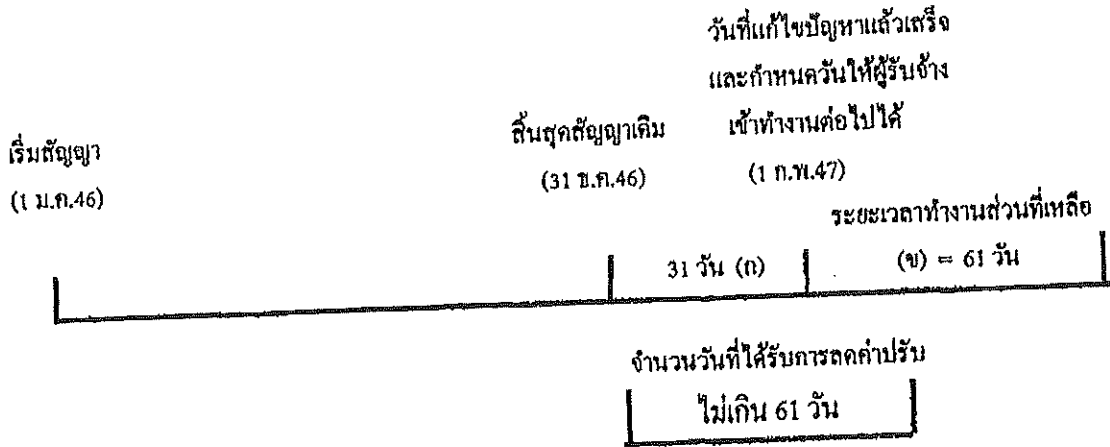 วันที่แก้ไขปัญหาแล้วเสร็จ
และกำหนดวันให้ผู้รับจ้าง
เข้าทำงานต่อไปได้
(1 ก.พ.47)
สิ้นสุดสัญญาเดิม
(31 ธ.ค.46)
เริ่มสัญญา
(1 ม.ค.46)
ระยะเวลาทำงานส่วนที่เหลือ
31 วัน (ก)
(ข) = 61 วัน
จำนวนวันที่ได้รับการลดค่าปรับ
ไม่เกิน 61 วัน